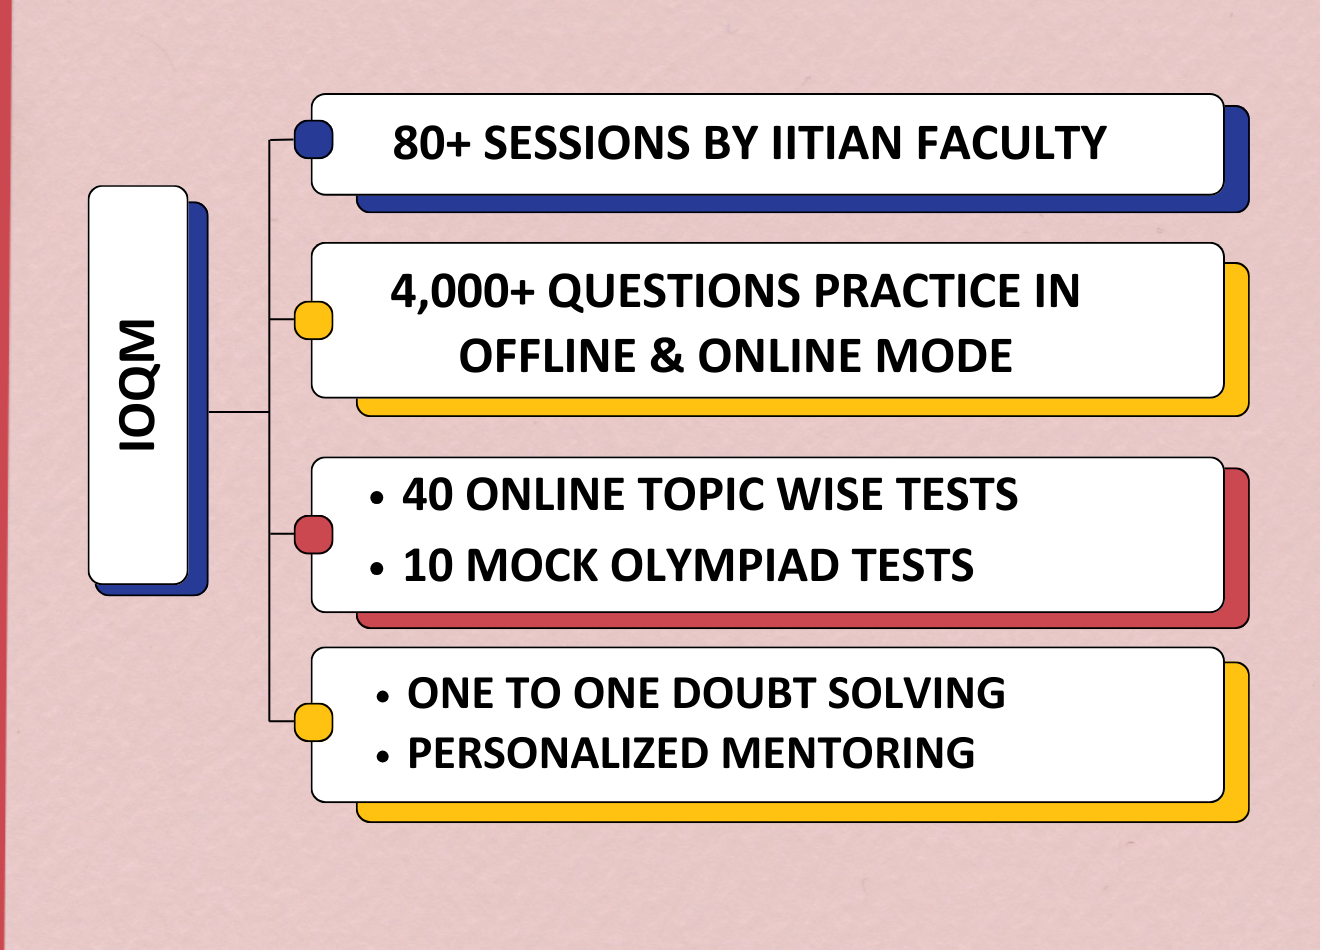 IOQM
80+ SESSIONS BY IITIAN FACULTY
4,000+ QUESTIONS PRACTICE IN
OFFLINE & ONLINE MODE
• 40 ONLINE TOPIC WISE TESTS
• 10 MOCK OLYMPIAD TESTS
• ONE TO ONE DOUBT SOLVING
• PERSONALIZED MENTORING